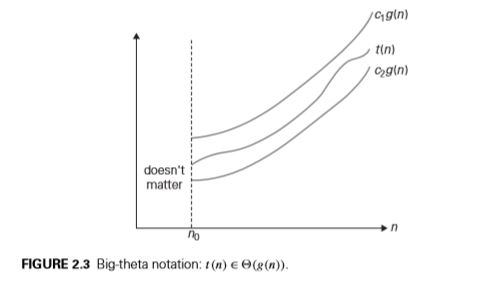 c₁g(n)
t(n)
c₂g(n)
doesn't
matter
n
n₀
FIGURE 2.3 Big-theta notation: t(n) ∈ Θ(g(n)).